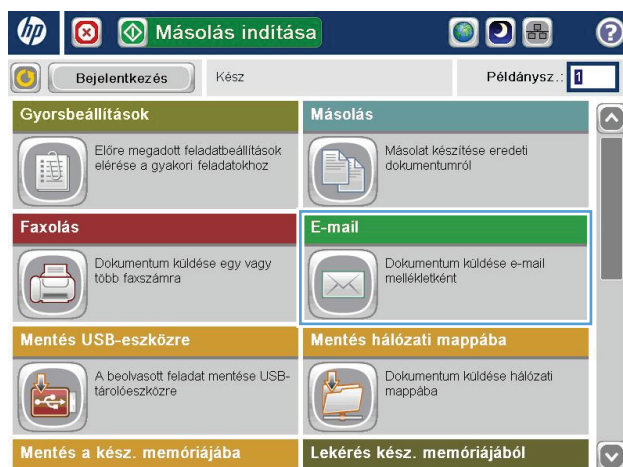 hp
Másolás indítása
?
Bejelentkezés
Kész
Példánysz.: 1
Gyorsbeállítások
Másolás
Előre megadott feladatbeállítások
elérése a gyakori feladatokhoz
Másolat készítése eredeti
dokumentumról
Faxolás
E-mail
Dokumentum küldése egy vagy
több faxszámra
Dokumentum küldése e-mail
mellékletként
Mentés USB-eszközre
Mentés hálózati mappába
A beolvasott feladat mentése USB-
tárolóeszközre
Dokumentum küldése hálózati
mappába
Mentés a kész. memóriájába
Lekérés kész. memóriájából